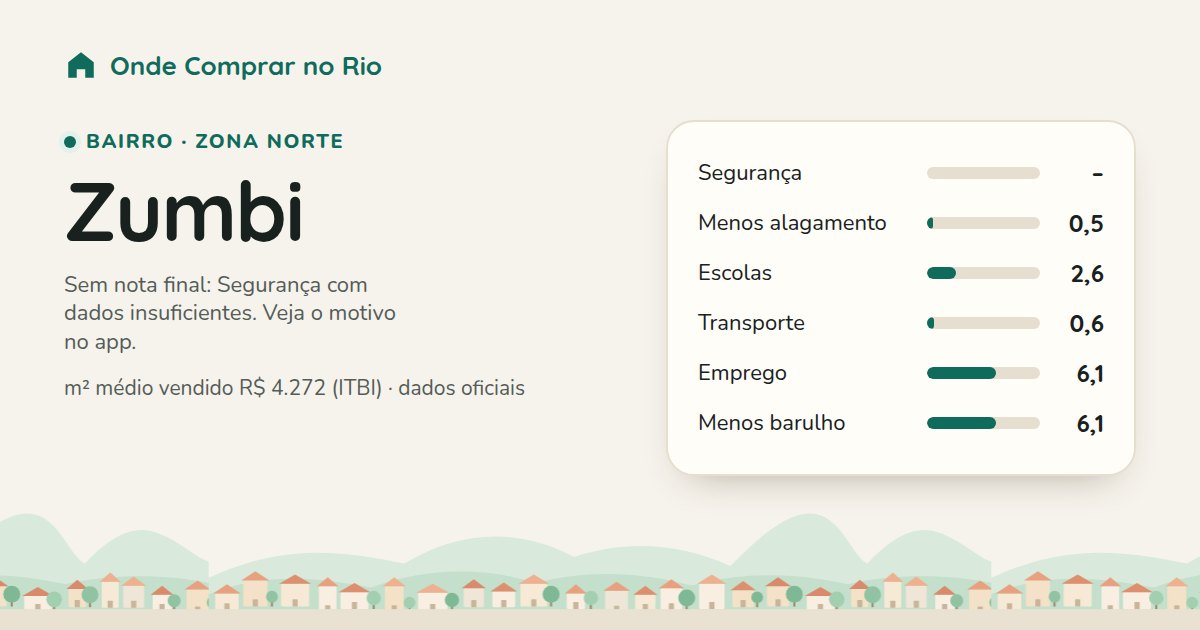 Onde Comprar no Rio
BAIRRO · ZONA NORTE
Zumbi
Sem nota final: Segurança com
dados insuficientes. Veja o motivo
no app.
m² médio vendido R$ 4.272 (ITBI) · dados oficiais
Segurança –
Menos alagamento 0,5
Escolas 2,6
Transporte 0,6
Emprego 6,1
Menos barulho 6,1